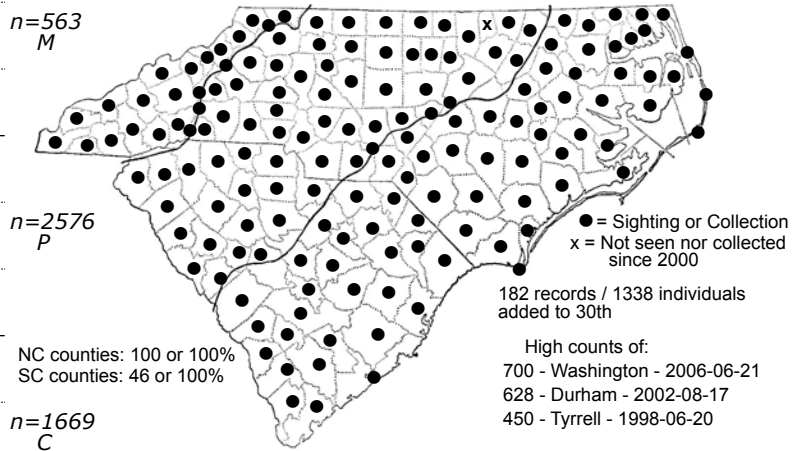 n=563
M
x
n=2576
P
● = Sighting or Collection
x = Not seen nor collected
since 2000
182 records / 1338 individuals
added to 30th
NC counties: 100 or 100%
SC counties: 46 or 100%
High counts of:
700 - Washington - 2006-06-21
628 - Durham - 2002-08-17
450 - Tyrrell - 1998-06-20
n=1669
C